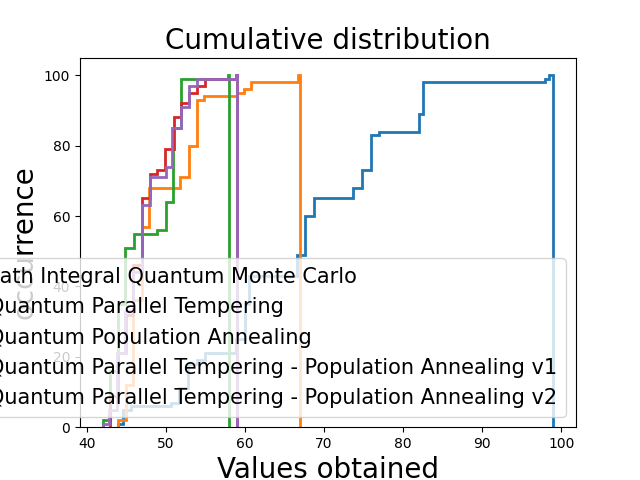 Cumulative distribution
100
80
60
40
20
0
occurrence
ath Integral Quantum Monte Carlo
Quantum Parallel Tempering
Quantum Population Annealing
Quantum Parallel Tempering - Population Annealing v1
Quantum Parallel Tempering - Population Annealing v2
40 50 60 70 80 90 100
Values obtained